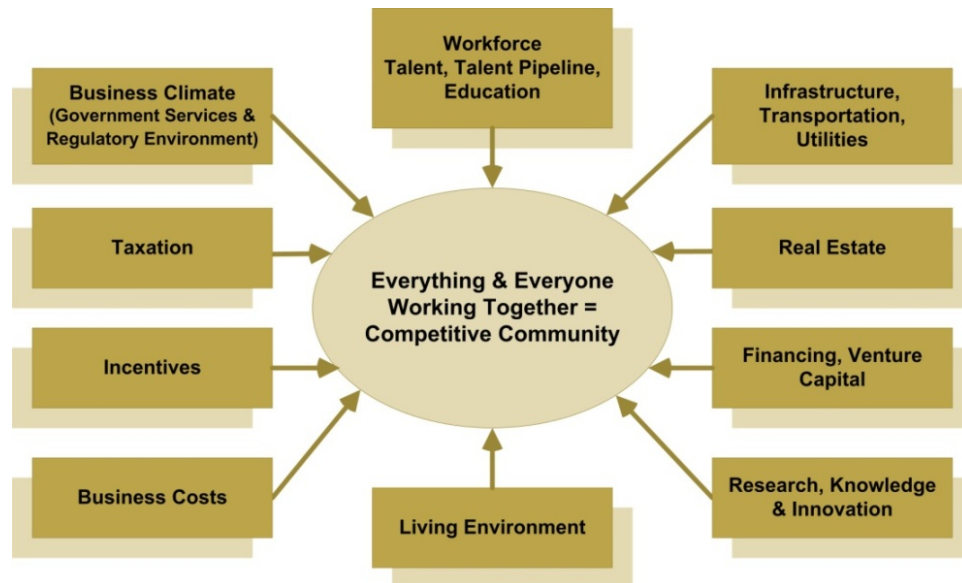 Workforce
Talent, Talent Pipeline,
Education
Business Climate
(Government Services &
Regulatory Environment)
Infrastructure,
Transportation,
Utilities
Taxation
Real Estate
Everything & Everyone
Working Together =
Competitive Community
Incentives
Financing, Venture
Capital
Business Costs
Living Environment
Research, Knowledge
& Innovation